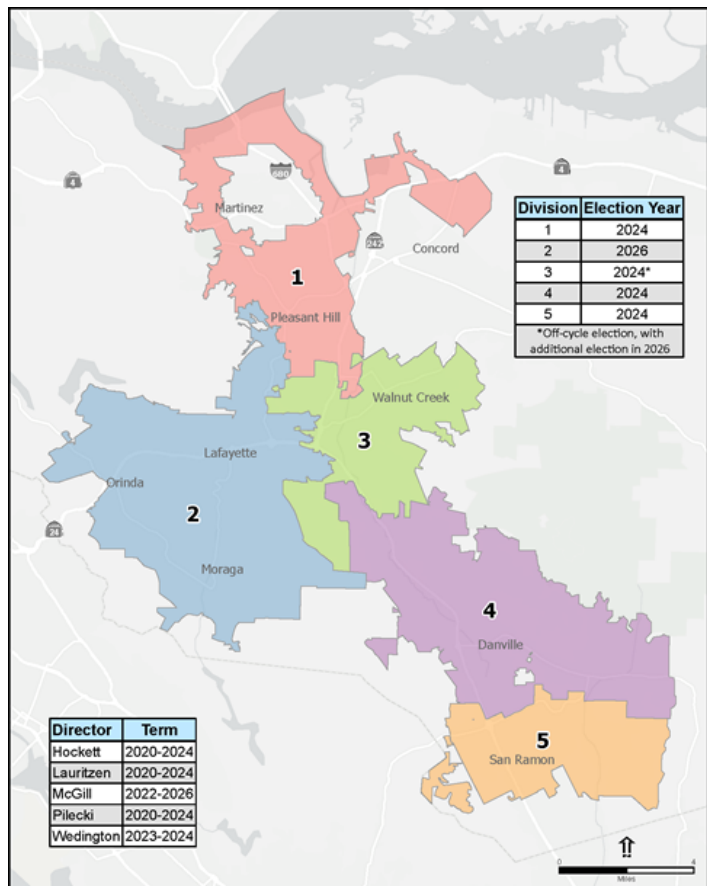 680
4
4
Martinez
242
Concord
Division Election Year
1 2024
2 2026
3 2024*
4 2024
5 2024
*Off-cycle election, with
additional election in 2026
1
Pleasant Hill
Walnut Creek
3
Lafayette
Orinda
2
24
Moraga
4
Danville
5
San Ramon
Director Term
Hockett 2020-2024
Lauritzen 2020-2024
McGill 2022-2026
Pilecki 2020-2024
Wedington 2023-2024
0 4
Miles